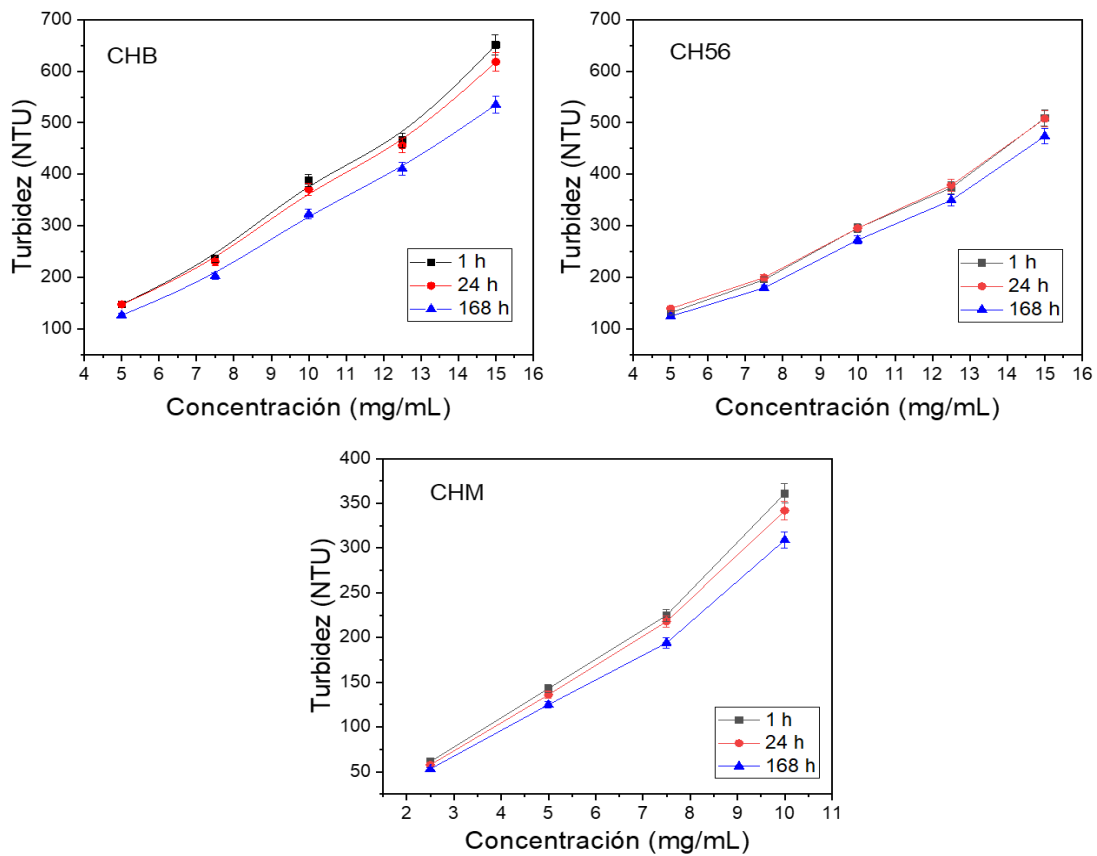 CHB
Turbidez (NTU)
700
600
500
400
300
200
100
1 h
24 h
168 h
4 5 6 7 8 9 10 11 12 13 14 15 16
Concentración (mg/mL)
CH56
Turbidez (NTU)
700
600
500
400
300
200
100
1 h
24 h
168 h
4 5 6 7 8 9 10 11 12 13 14 15 16
Concentración (mg/mL)
CHM
Turbidez (NTU)
400
350
300
250
200
150
100
50
1 h
24 h
168 h
2 3 4 5 6 7 8 9 10 11
Concentración (mg/mL)